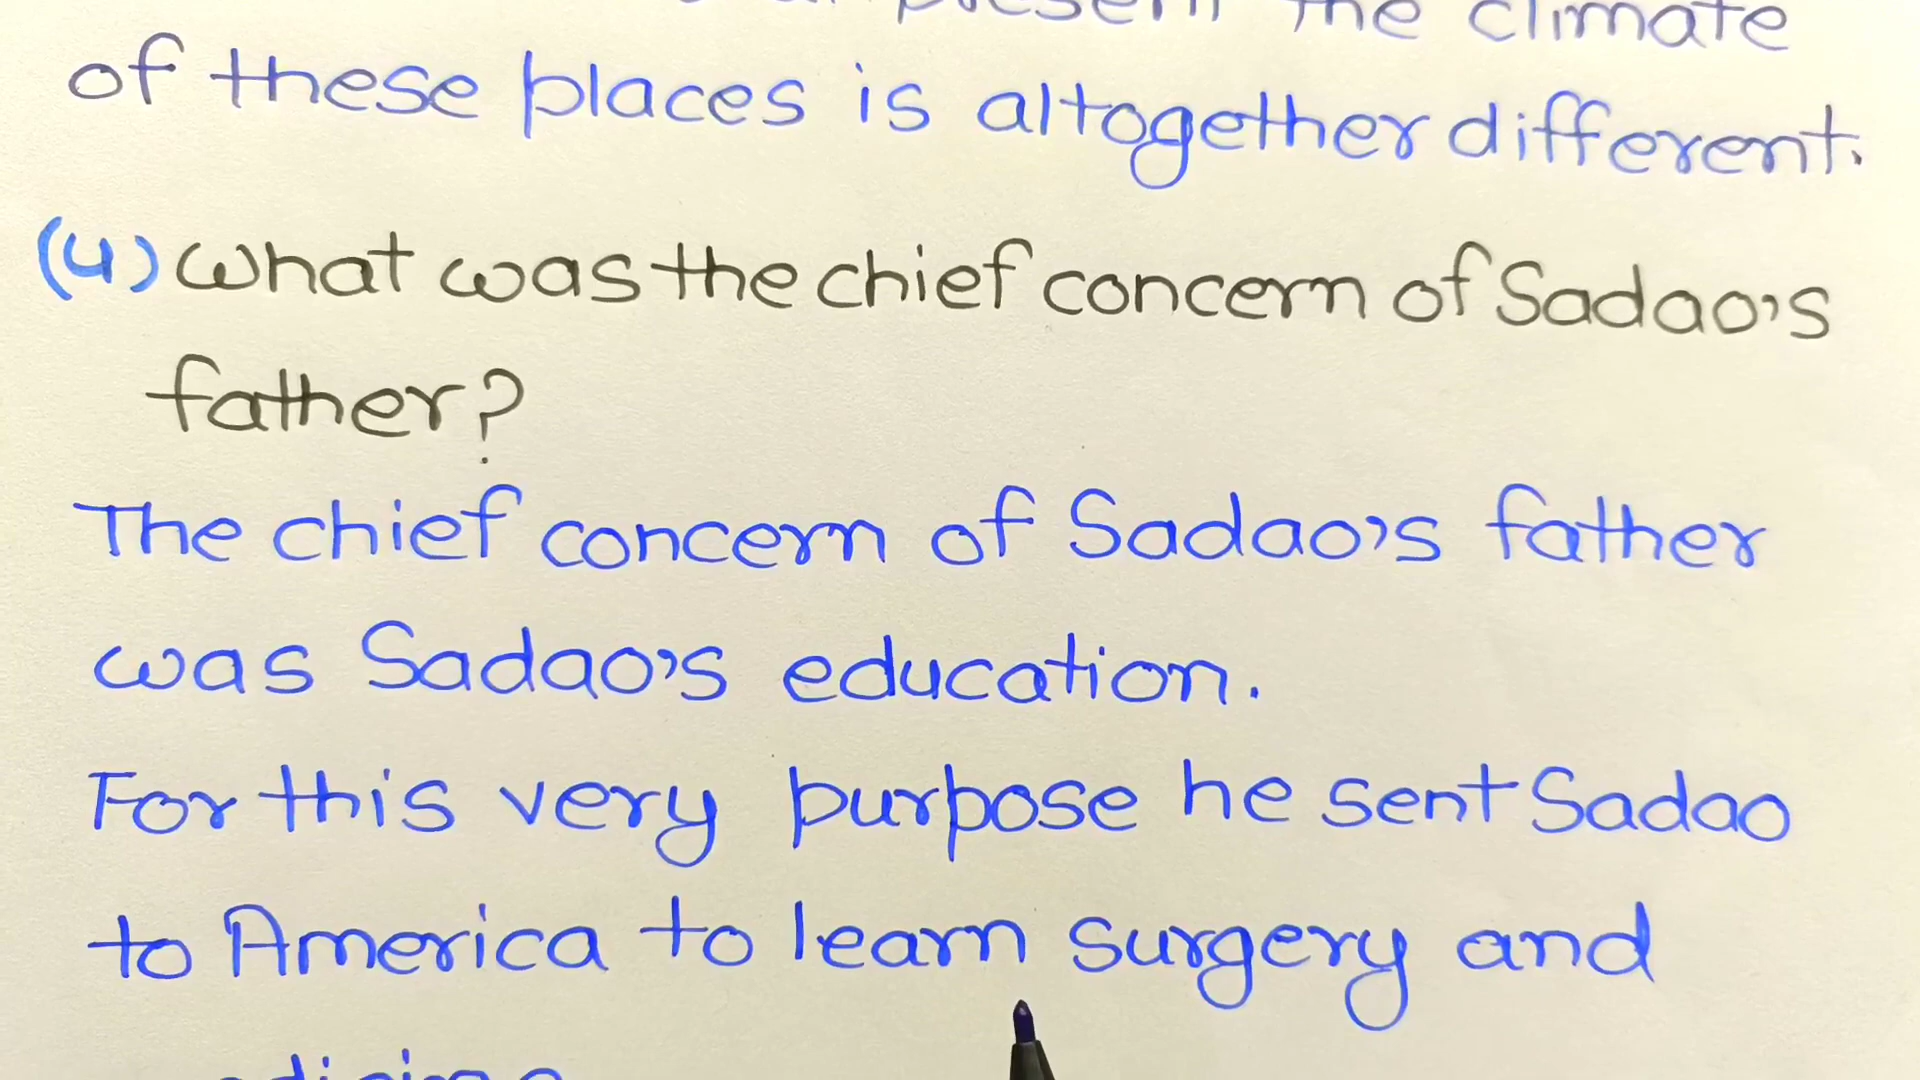 present the climate
of these places is altogether different.
(4) What was the chief concern of Sadao's
father?
The chief concern of Sadao's father
was Sadao's education.
For this very purpose he sent Sadao
to America to learn surgery and